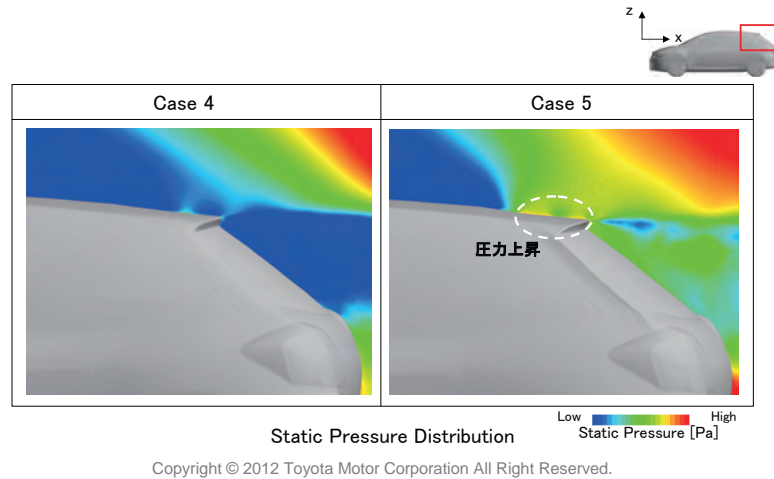 z
x
Case 4
Case 5
圧力上昇
Low
High
Static Pressure Distribution
Static Pressure [Pa]
Copyright © 2012 Toyota Motor Corporation All Right Reserved.